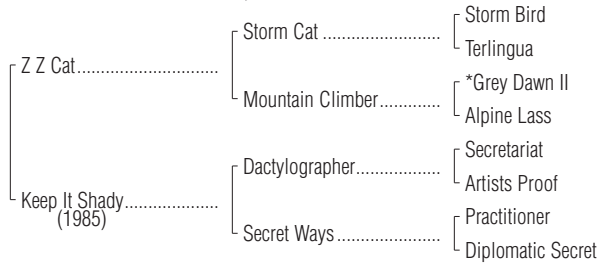 Storm Bird
Storm Cat ....................
Terlingua
Z Z Cat............................
*Grey Dawn II
Mountain Climber.............
Alpine Lass
Secretariat
Dactylographer.................
Artists Proof
Keep It Shady...................
(1985)
Practitioner
Secret Ways .................
Diplomatic Secret